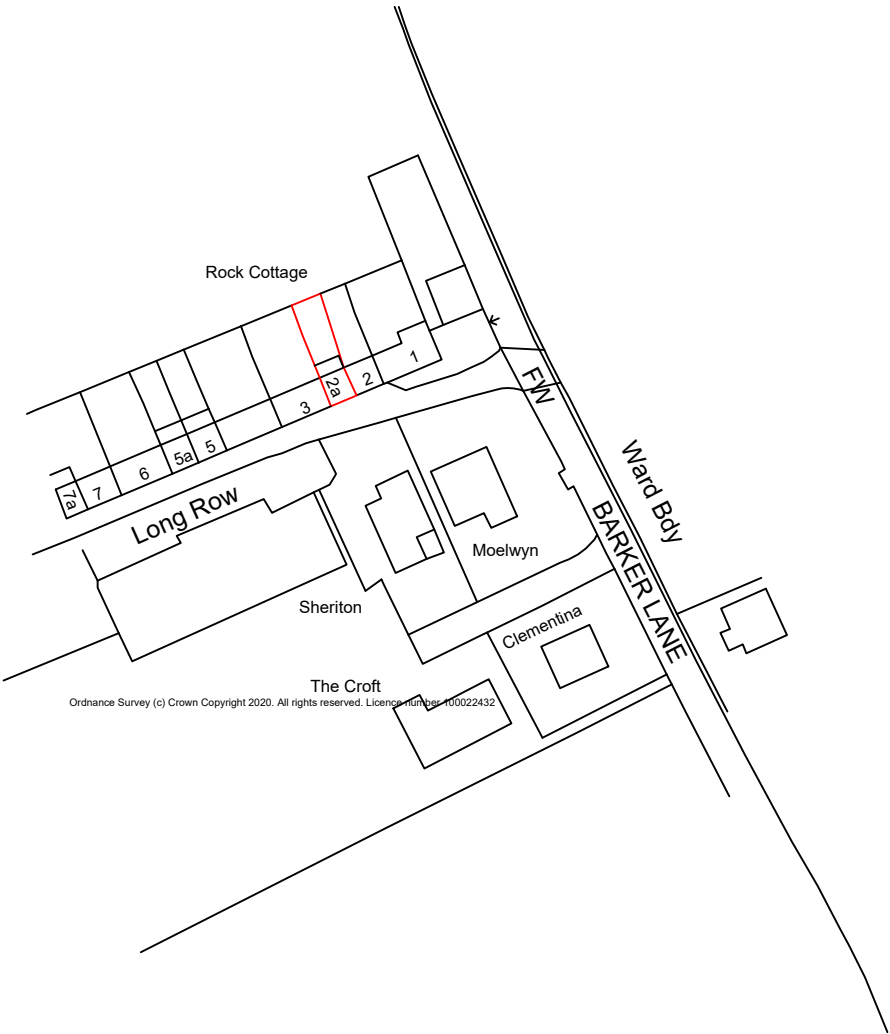 Rock Cottage
1
2
2a
3
5
5a
6
7
7a
FW
Long Row
Ward Bdy
BARKER LANE
Moelwyn
Sheriton
Clementina
The Croft
Ordnance Survey (c) Crown Copyright 2020. All rights reserved. Licence number 100022432